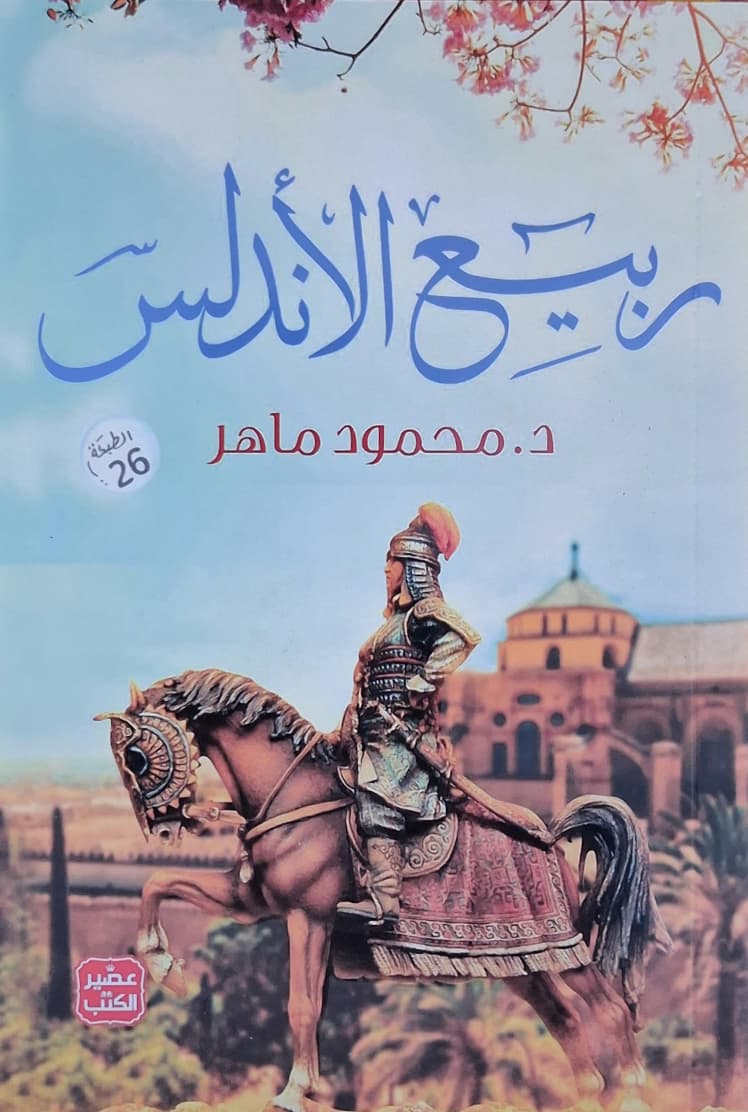 ربيع الأندلس
د. محمود ماهر
الطبعة
26
عصير
الكتب